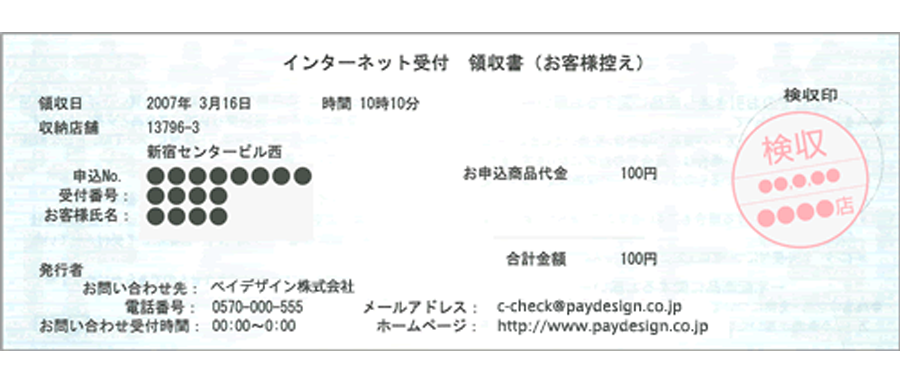 インターネット受付 領収書（お客様控え）
領収日 2007年 3月16日 時間 10時10分
検収印
収納店舗 13796-3
新宿センタービル西
申込No. ●●●●●●●●
お申込商品代金 100円
受付番号： ●●●●
お客様氏名： ●●●●
検収
●●.●.●●
●●●●店
合計金額 100円
発行者
お問い合わせ先： ペイデザイン株式会社
電話番号： 0570-000-555 メールアドレス： c-check@paydesign.co.jp
お問い合わせ受付時間： 00:00～0:00 ホームページ： http://www.paydesign.co.jp